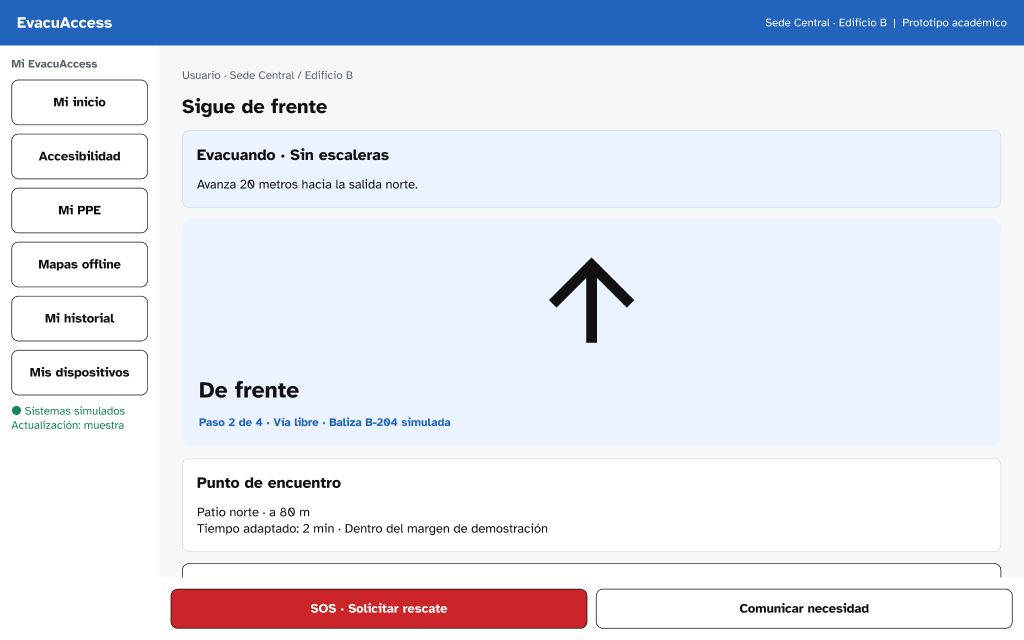 EvacuAccess
Sede Central · Edificio B | Prototipo académico
Mi EvacuAccess
Mi inicio
Accesibilidad
Mi PPE
Mapas offline
Mi historial
Mis dispositivos
Sistemas simulados
Actualización: muestra
Usuario · Sede Central / Edificio B
Sigue de frente
Evacuando · Sin escaleras
Avanza 20 metros hacia la salida norte.
De frente
Paso 2 de 4 · Vía libre · Baliza B-204 simulada
Punto de encuentro
Patio norte · a 80 m
Tiempo adaptado: 2 min · Dentro del margen de demostración
SOS · Solicitar rescate
Comunicar necesidad